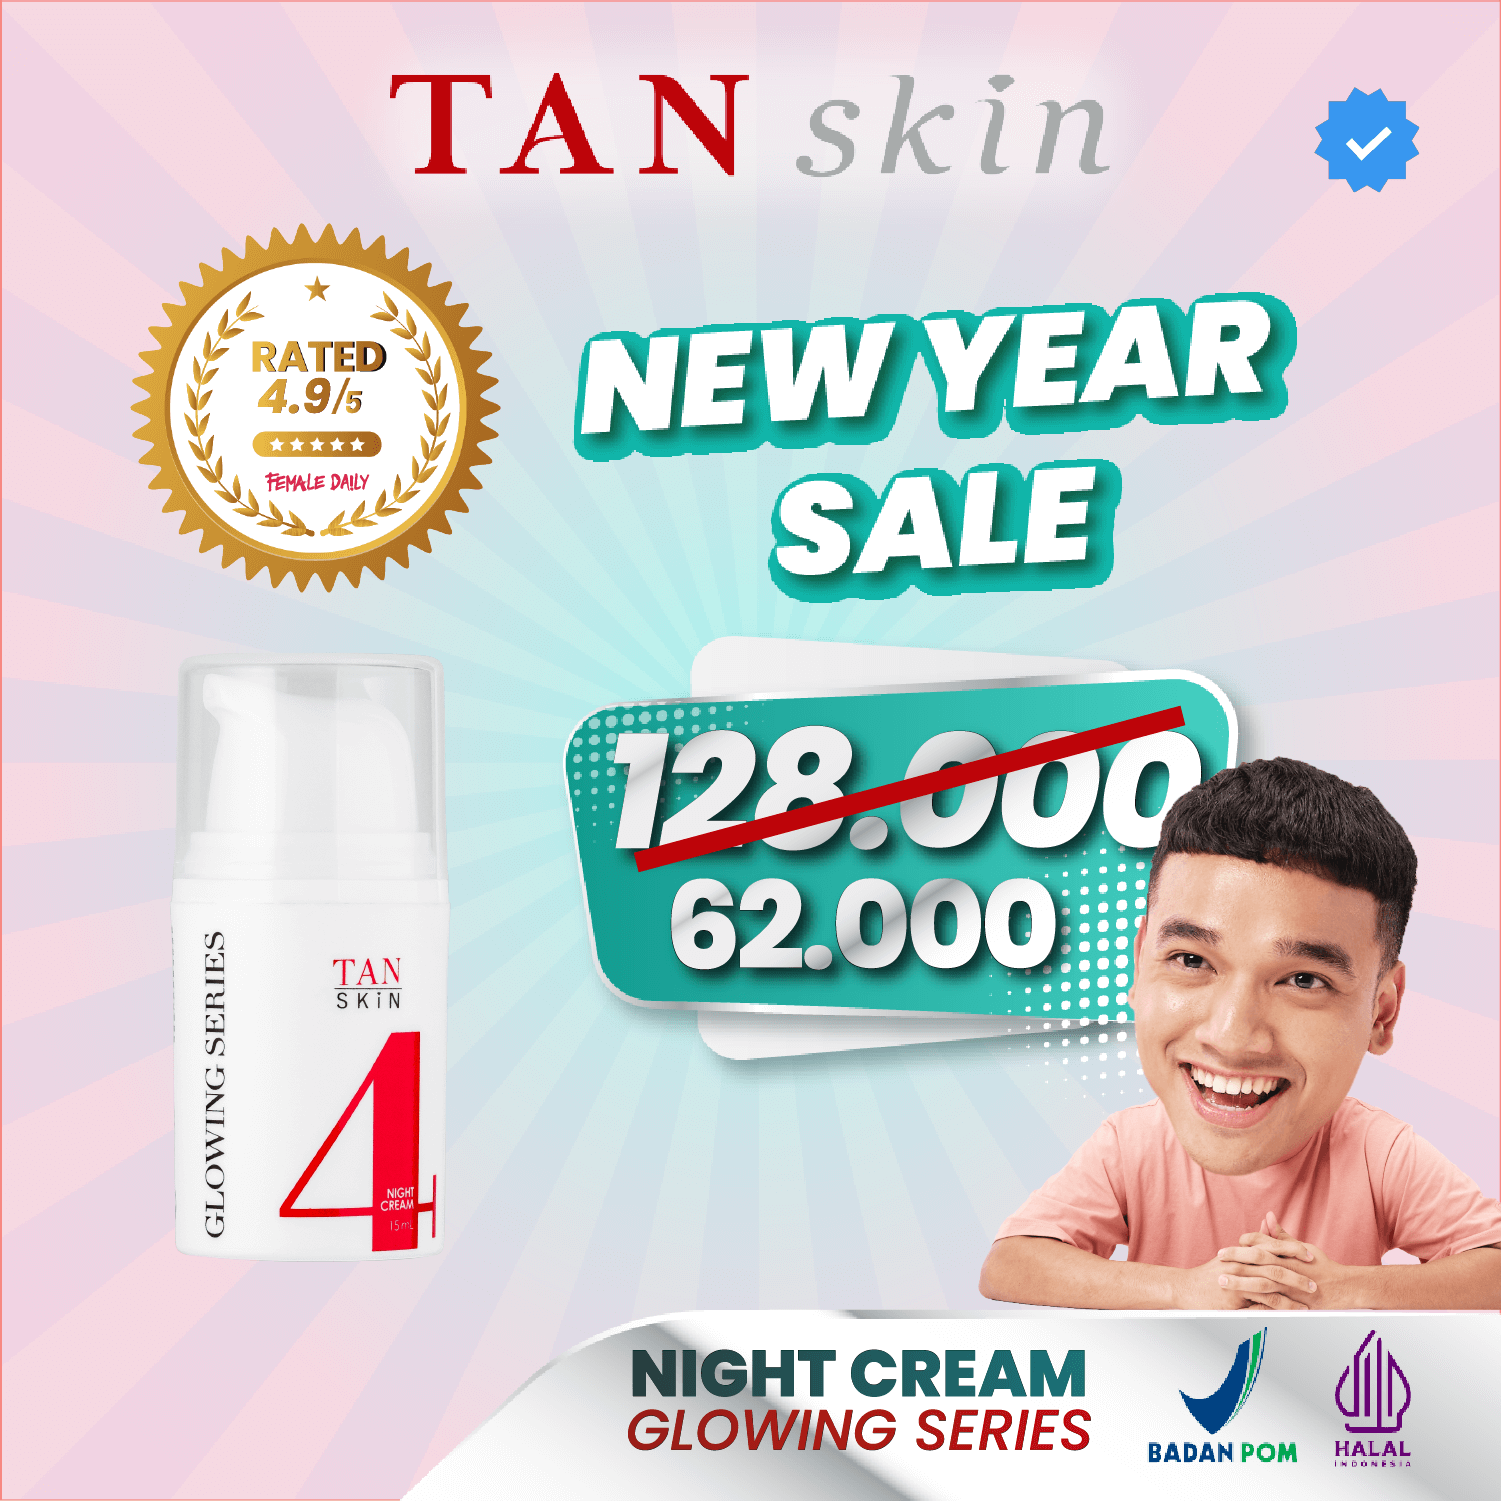 TAN skin
RATED
4.9/5
FEMALE DAILY
NEW YEAR
SALE
128.000
62.000
GLOWING SERIES
TAN
SKiN
4
NIGHT
CREAM
15mL
NIGHT CREAM
GLOWING SERIES
BADAN POM
HALAL
INDONESIA